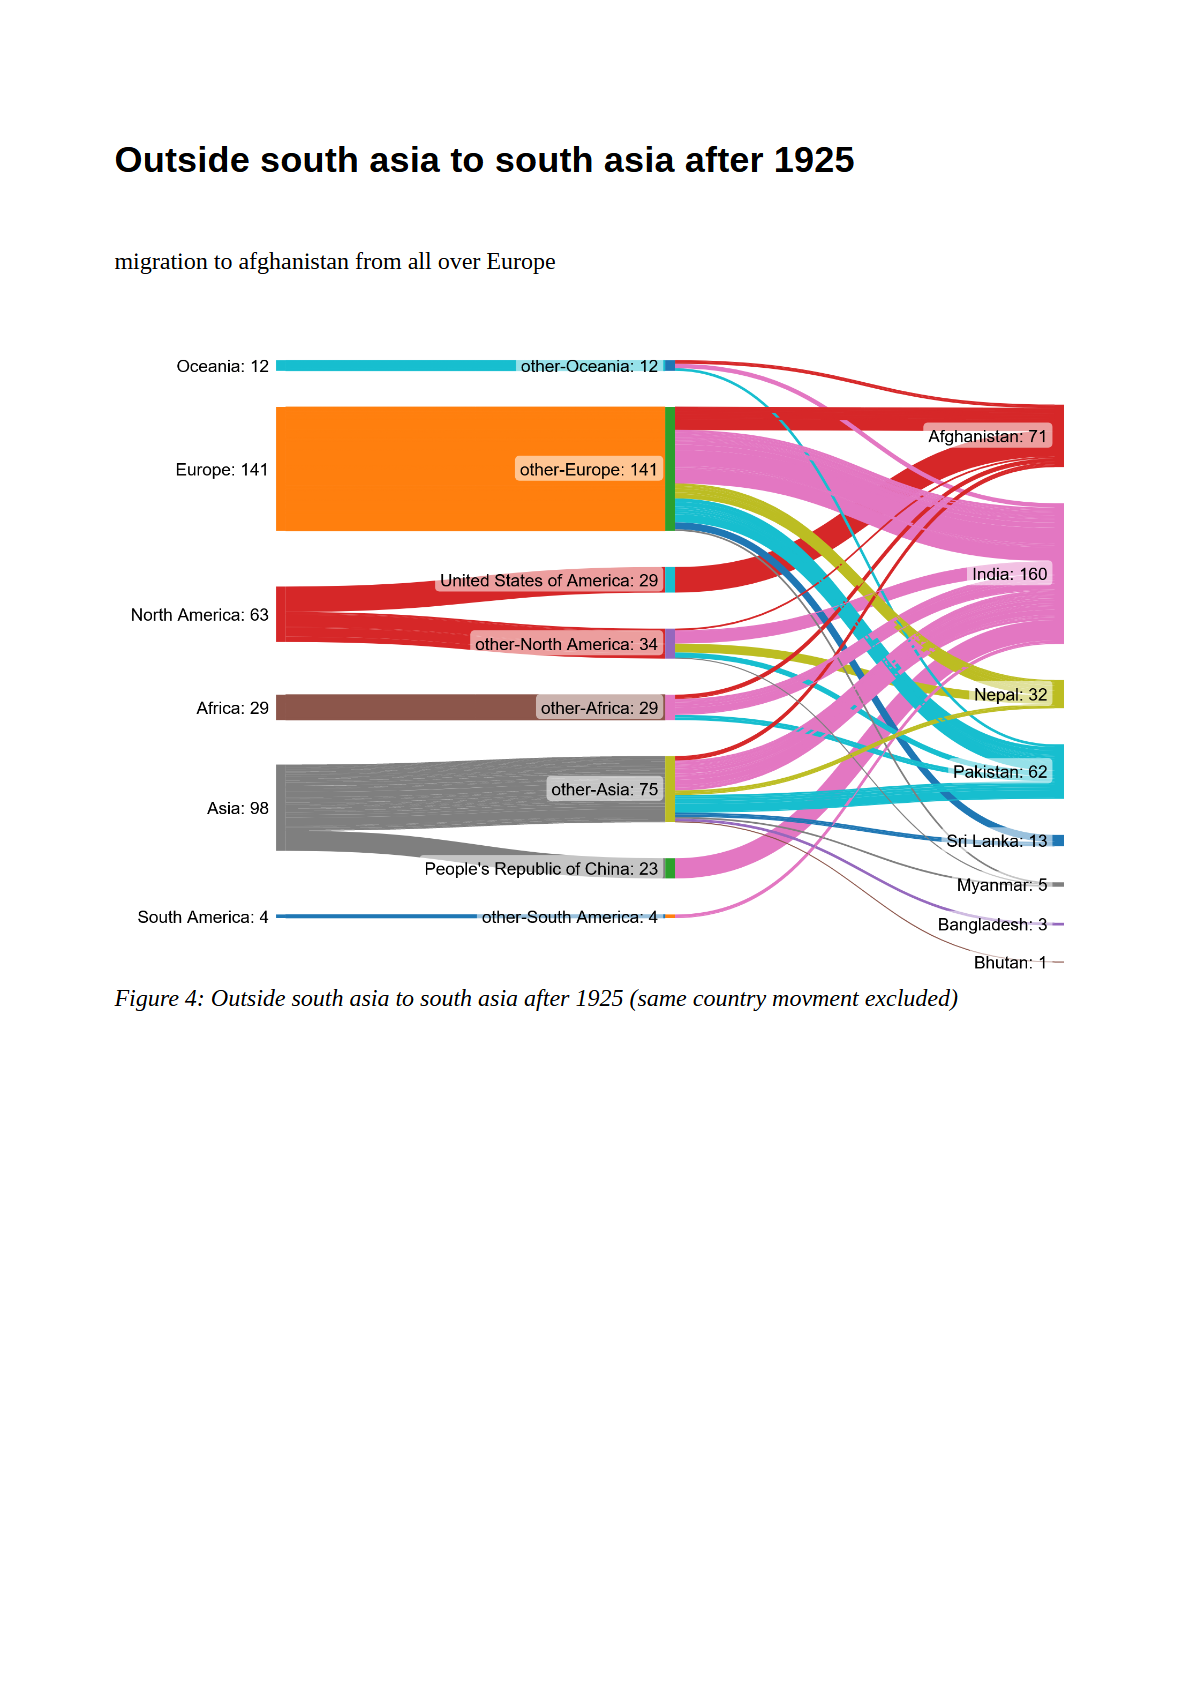 Outside south asia to south asia after 1925
migration to afghanistan from all over Europe
Oceania: 12
other-Oceania: 12
Afghanistan: 71
Europe: 141
other-Europe: 141
India: 160
United States of America: 29
North America: 63
other-North America: 34
Nepal: 32
Africa: 29
other-Africa: 29
Pakistan: 62
other-Asia: 75
Asia: 98
Sri Lanka: 13
People's Republic of China: 23
Myanmar: 5
South America: 4
other-South America: 4
Bangladesh: 3
Bhutan: 1
Figure 4: Outside south asia to south asia after 1925 (same country movment excluded)